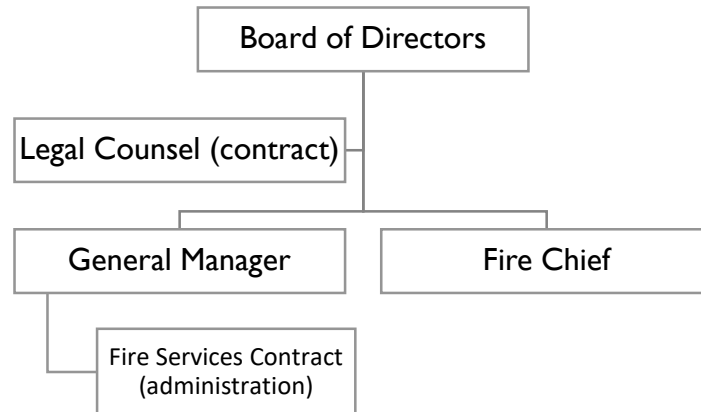 Board of Directors
Legal Counsel (contract)
General Manager
Fire Chief
Fire Services Contract
(administration)